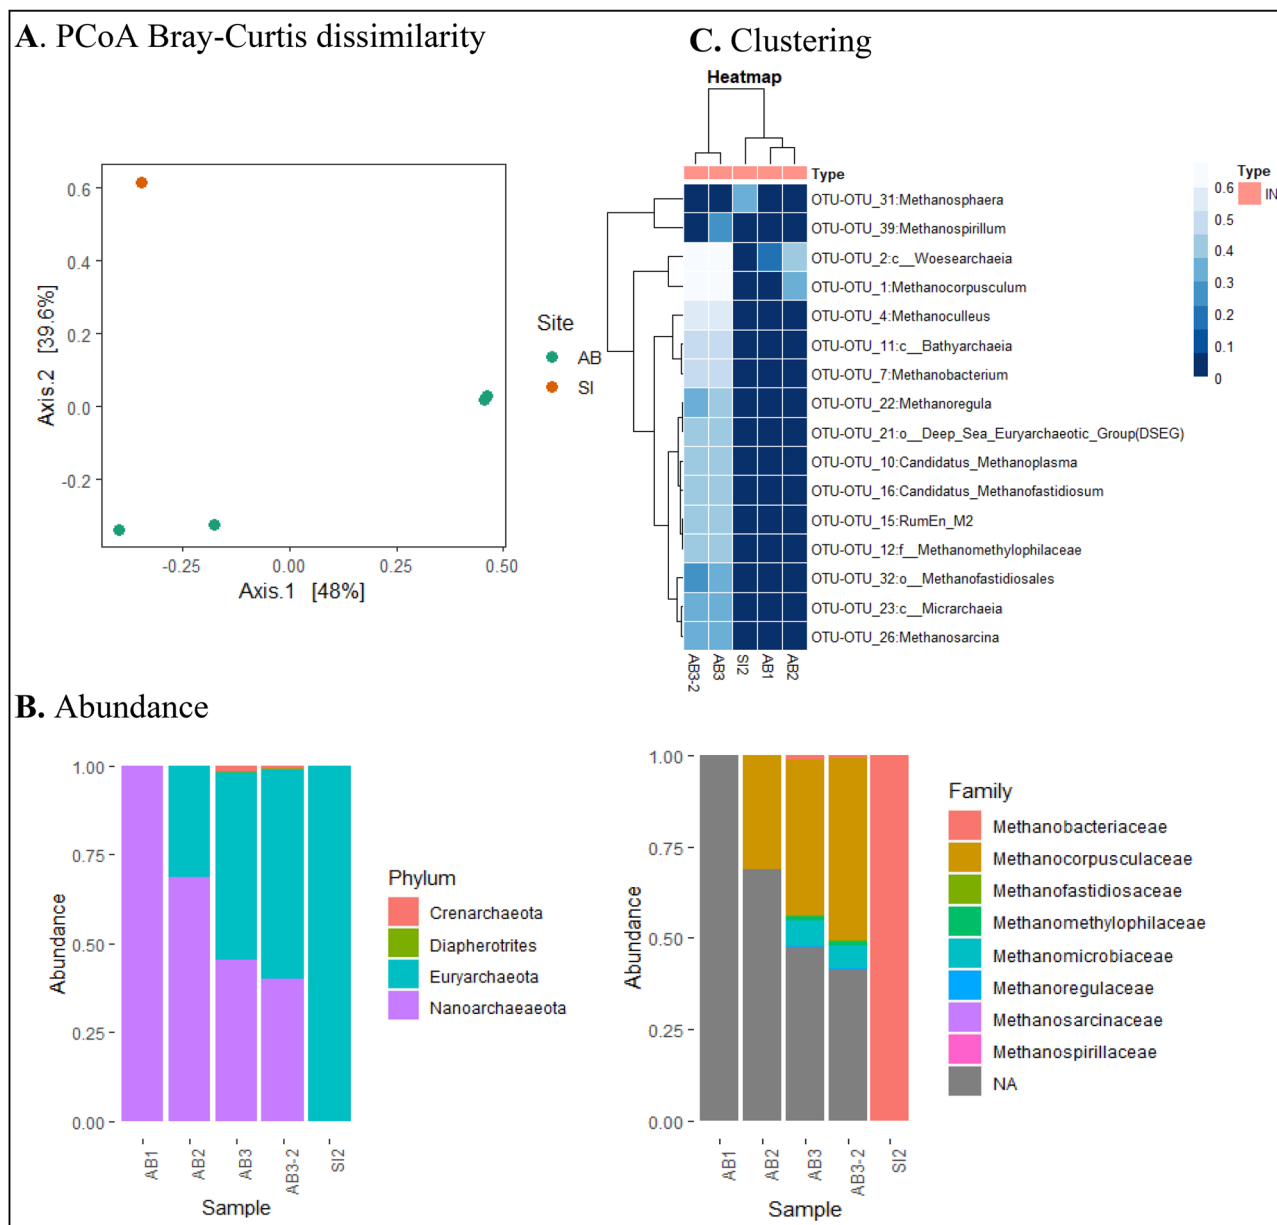 A. PCoA Bray-Curtis dissimilarity
0.6
0.4
0.2
0.0
-0.2
Axis.2 [39.6%]
-0.25
0.00
0.25
0.50
Axis.1 [48%]
Site
AB
SI
C. Clustering
Heatmap
Type
OTU-OTU_31:Methanosphaera
OTU-OTU_39:Methanospirillum
OTU-OTU_2:c__Woesearchaeia
OTU-OTU_1:Methanocorpusculum
OTU-OTU_4:Methanoculleus
OTU-OTU_11:c__Bathyarchaeia
OTU-OTU_7:Methanobacterium
OTU-OTU_22:Methanoregula
OTU-OTU_21:o__Deep_Sea_Euryarchaeotic_Group(DSEG)
OTU-OTU_10:Candidatus_Methanoplasma
OTU-OTU_16:Candidatus_Methanofastidiosum
OTU-OTU_15:RumEn_M2
OTU-OTU_12:f__Methanomethylophilaceae
OTU-OTU_32:o__Methanofastidiosales
OTU-OTU_23:c__Micrarchaeia
OTU-OTU_26:Methanosarcina
AB3-2
AB3
SI2
AB1
AB2
0.6
0.5
0.4
0.3
0.2
0.1
0
Type
IN
B. Abundance
1.00
0.75
0.50
0.25
0.00
Abundance
AB1
AB2
AB3
AB3-2
SI2
Sample
Phylum
Crenarchaeota
Diapherotrites
Euryarchaeota
Nanoarchaeaeota
1.00
0.75
0.50
0.25
0.00
Abundance
AB1
AB2
AB3
AB3-2
SI2
Sample
Family
Methanobacteriaceae
Methanocorpusculaceae
Methanofastidiosaceae
Methanomethylophilaceae
Methanomicrobiaceae
Methanoregulaceae
Methanosarcinaceae
Methanospirillaceae
NA